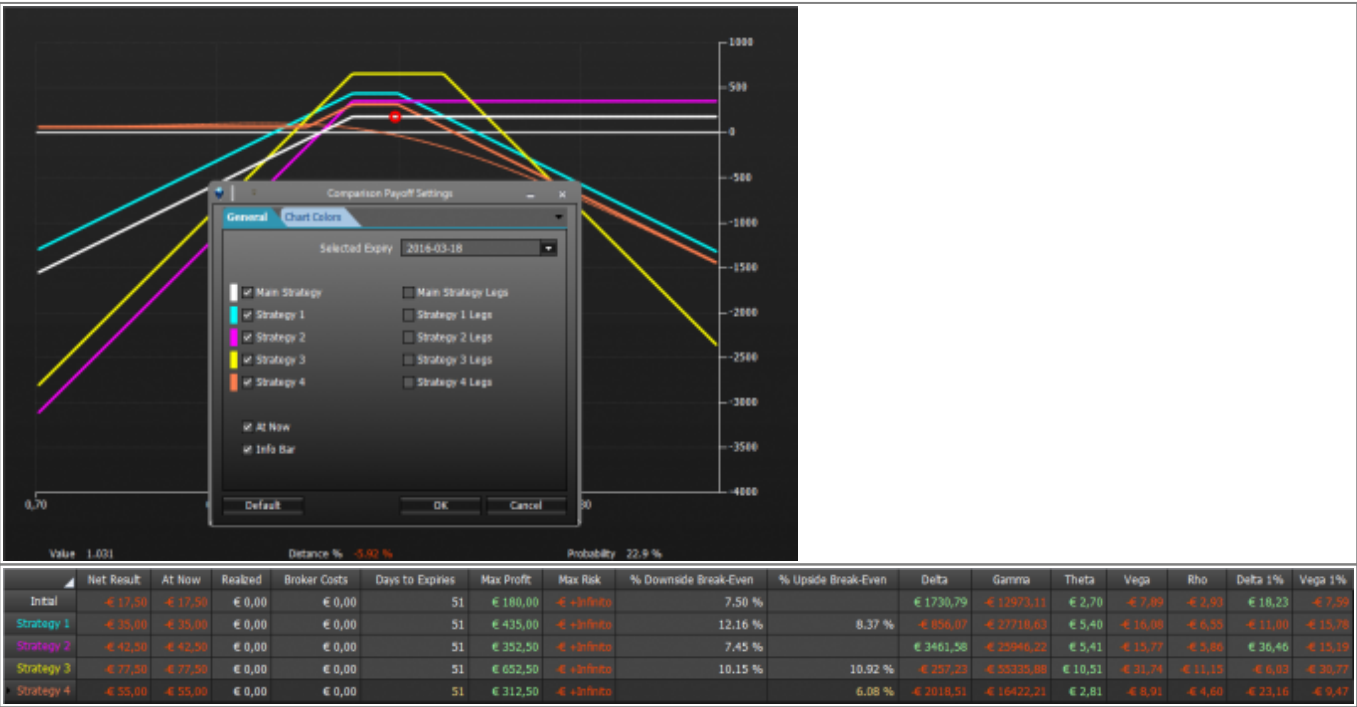 1000
500
0
-500
-1000
-1500
-2000
-2500
-3000
-3500
-4000
Comparison Payoff Settings
General Chart Colors
Selected Expiry 2016-03-18
Main Strategy Main Strategy Legs
Strategy 1 Strategy 1 Legs
Strategy 2 Strategy 2 Legs
Strategy 3 Strategy 3 Legs
Strategy 4 Strategy 4 Legs
At Now
Info Bar
Default OK Cancel
0,70
Value 1.031 Distance % -5.92 % Probability 22.9 %
Net Result At Now Realized Broker Costs Days to Expiries Max Profit Max Risk % Downside Break-Even % Upside Break-Even Delta Gamma Theta Vega Rho Delta 1% Vega 1%
Initial -€ 17,50 -€ 17,50 € 0,00 € 0,00 51 € 180,00 -€ +Infinito 7.50 % € 1730,79 -€ 12973,11 € 2,70 -€ 7,89 -€ 2,93 € 18,23 -€ 7,59
Strategy 1 -€ 35,00 -€ 35,00 € 0,00 € 0,00 51 € 435,00 -€ +Infinito 12.16 % 8.37 % -€ 856,07 -€ 27718,63 € 5,40 -€ 16,08 -€ 6,55 -€ 11,00 -€ 15,78
Strategy 2 -€ 42,50 -€ 42,50 € 0,00 € 0,00 51 € 352,50 -€ +Infinito 7.45 % € 3461,58 -€ 25946,22 € 5,41 -€ 15,77 -€ 5,86 € 36,46 -€ 15,19
Strategy 3 -€ 77,50 -€ 77,50 € 0,00 € 0,00 51 € 652,50 -€ +Infinito 10.15 % 10.92 % -€ 257,23 -€ 55335,08 € 10,51 -€ 31,74 -€ 11,15 -€ 6,03 -€ 30,77
Strategy 4 -€ 55,00 -€ 55,00 € 0,00 € 0,00 51 € 312,50 -€ +Infinito 6.08 % -€ 2018,51 -€ 16422,21 € 2,81 -€ 8,91 -€ 4,60 -€ 23,16 -€ 9,47